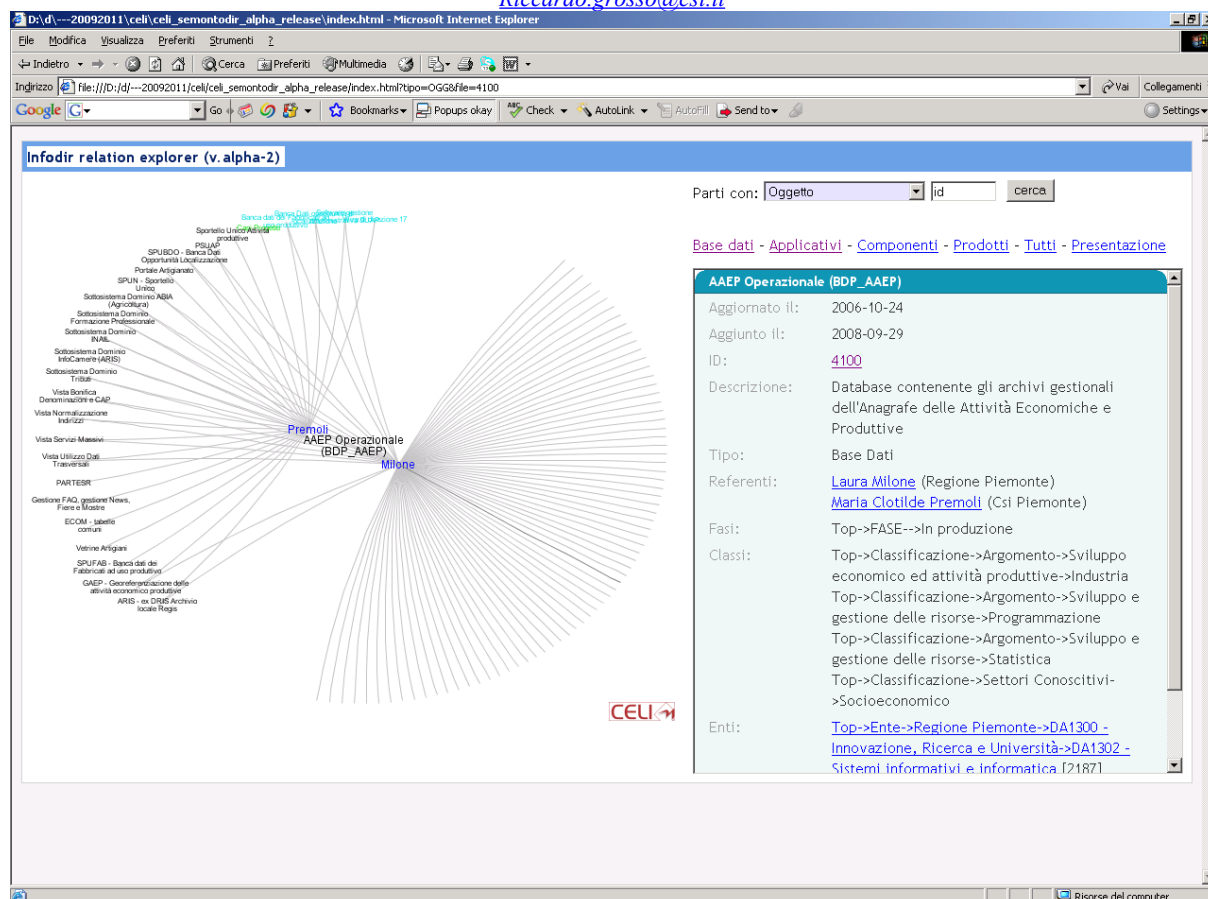 Riccardo.grosso@csi.it
D:\d\---20092011\celi\celi_semontodir_alpha_release\index.html - Microsoft Internet Explorer
File Modifica Visualizza Preferiti Strumenti ?
Indietro Cerca Preferiti Multimedia
Indirizzo file:///D:/d/---20092011/celi/celi_semontodir_alpha_release/index.html?tipo=OGG&file=4100 Vai Collegamenti
Google G Go Bookmarks Popups okay ABC Check AutoLink AutoFill Send to Settings
Infodir relation explorer (v.alpha-2)
Parti con: Oggetto id cerca
Base dati - Applicativi - Componenti - Prodotti - Tutti - Presentazione
Sportello Unico Attività
produttive
PSUAP
SPUBDO - Banca Dati
Opportunità Localizzazione
Portale Artigianato
SPUN - Sportello
Unico
Sottosistema Dominio ABIA
(Agricoltura)
Sottosistema Dominio
Formazione Professionale
Sottosistema Dominio
INAIL
Sottosistema Dominio
InfoCamere (ARIS)
Sottosistema Dominio
Tributi
Vista Bonifica
Denominazioni e CAP
Vista Normalizzazione
Indirizzi
Vista Servizi Massivi
Vista Utilizzo Dati
Trasversali
PARTESR
Gestione FAQ, gestione News,
Fiere e Mostre
ECOM - tabelle
comuni
Vetrine Artigiani
SPUFAB - Banca dati dei
Fabbricati ad uso produttivo
GAEP - Georeferenziazione delle
attività economico produttive
ARIS - ex DRIS Archivio
locale Regis
Premoli
AAEP Operazionale
(BDP_AAEP)
Milone
CELI
AAEP Operazionale (BDP_AAEP)
Aggiornato il: 2006-10-24
Aggiunto il: 2008-09-29
ID: 4100
Descrizione: Database contenente gli archivi gestionali
dell'Anagrafe delle Attività Economiche e
Produttive
Tipo: Base Dati
Referenti: Laura Milone (Regione Piemonte)
Maria Clotilde Premoli (Csi Piemonte)
Fasi: Top->FASE-->In produzione
Classi: Top->Classificazione->Argomento->Sviluppo
economico ed attività produttive->Industria
Top->Classificazione->Argomento->Sviluppo e
gestione delle risorse->Programmazione
Top->Classificazione->Argomento->Sviluppo e
gestione delle risorse->Statistica
Top->Classificazione->Settori Conoscitivi-
>Socioeconomico
Enti: Top->Ente->Regione Piemonte->DA1300 -
Innovazione, Ricerca e Università->DA1302 -
Sistemi informativi e informatica [2187]
Risorse del computer